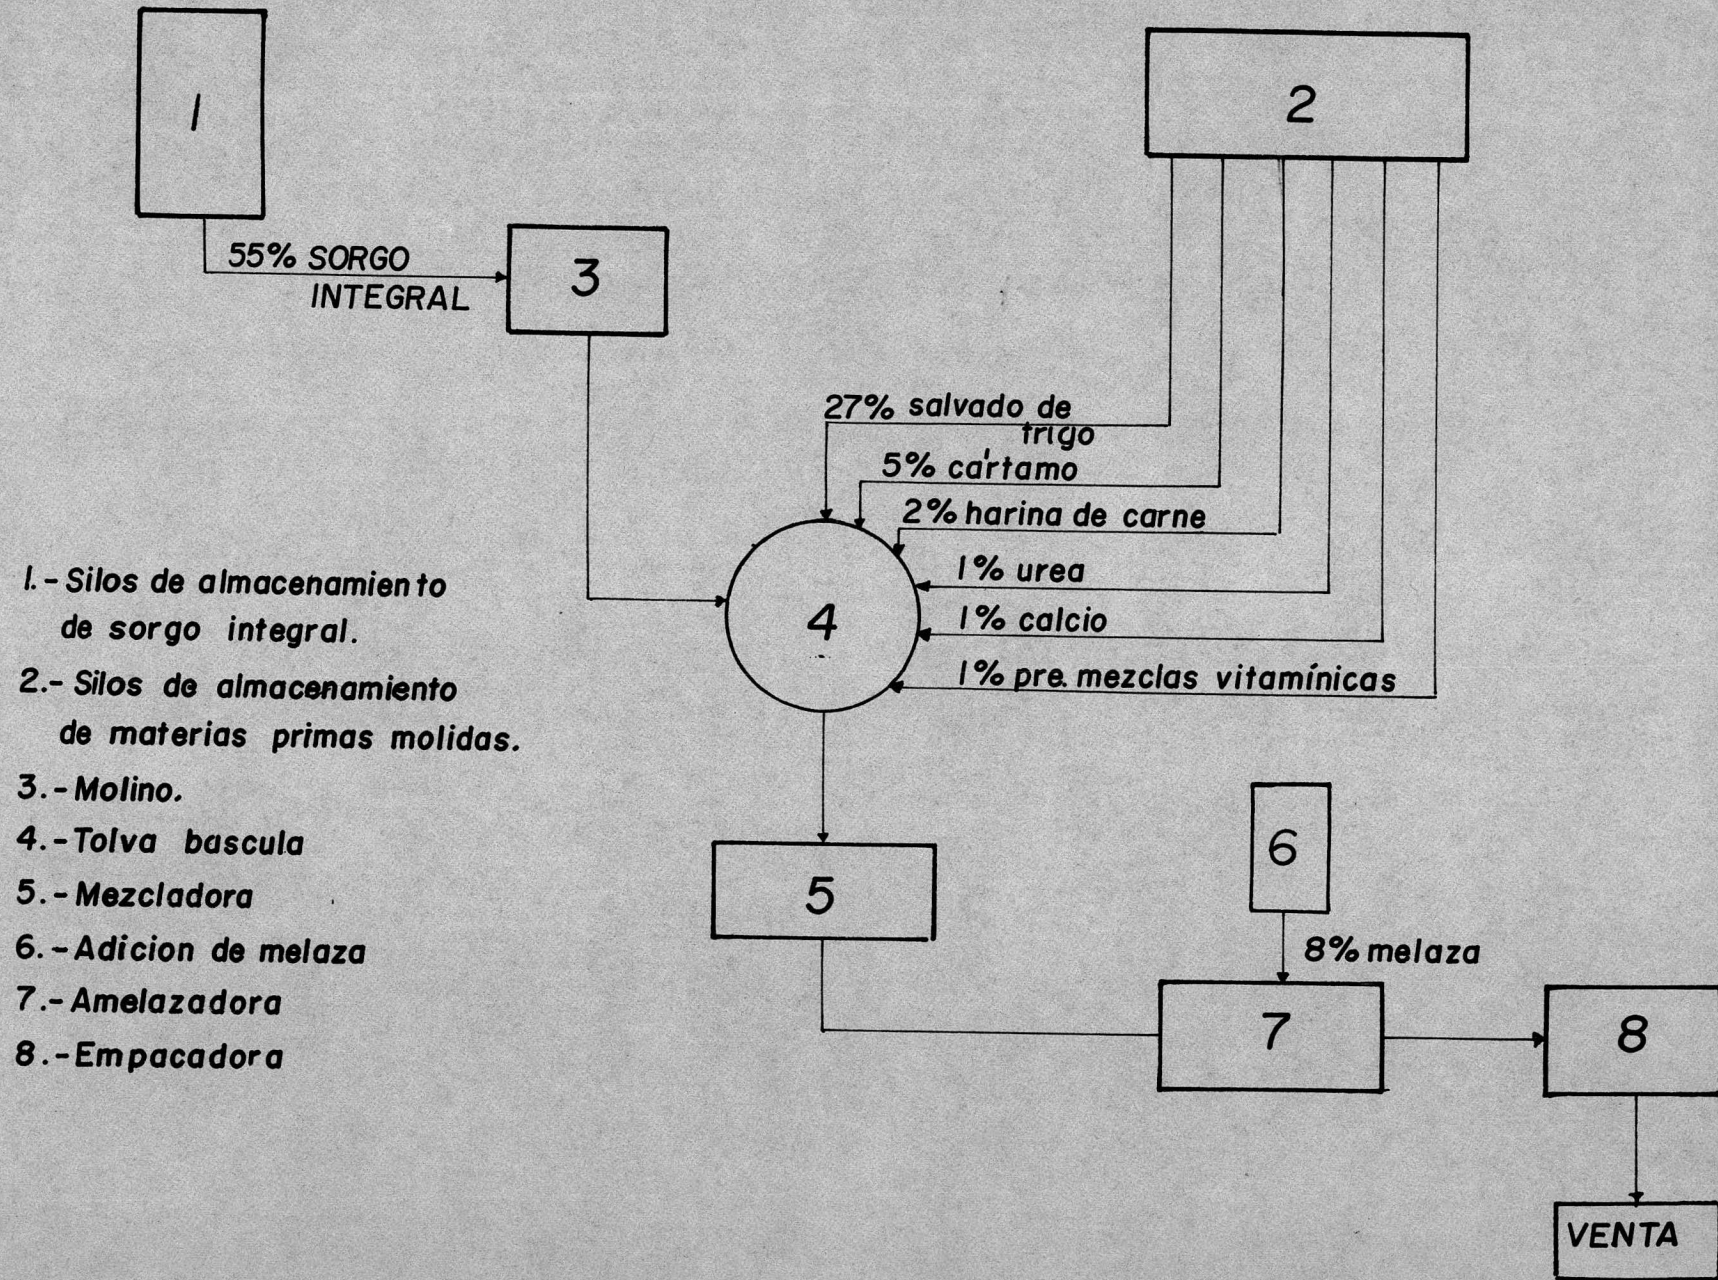 1
2
55% SORGO
INTEGRAL
3
27% salvado de
trigo
5% cártamo
2% harina de carne
1% urea
1% calcio
1% pre. mezclas vitamínicas
4
1.- Silos de almacenamiento
de sorgo integral.
2.- Silos de almacenamiento
de materias primas molidas.
3.- Molino.
4.- Tolva bascula
5.- Mezcladora
6.- Adicion de melaza
7.- Amelazadora
8.- Empacadora
5
6
8% melaza
7
8
VENTA